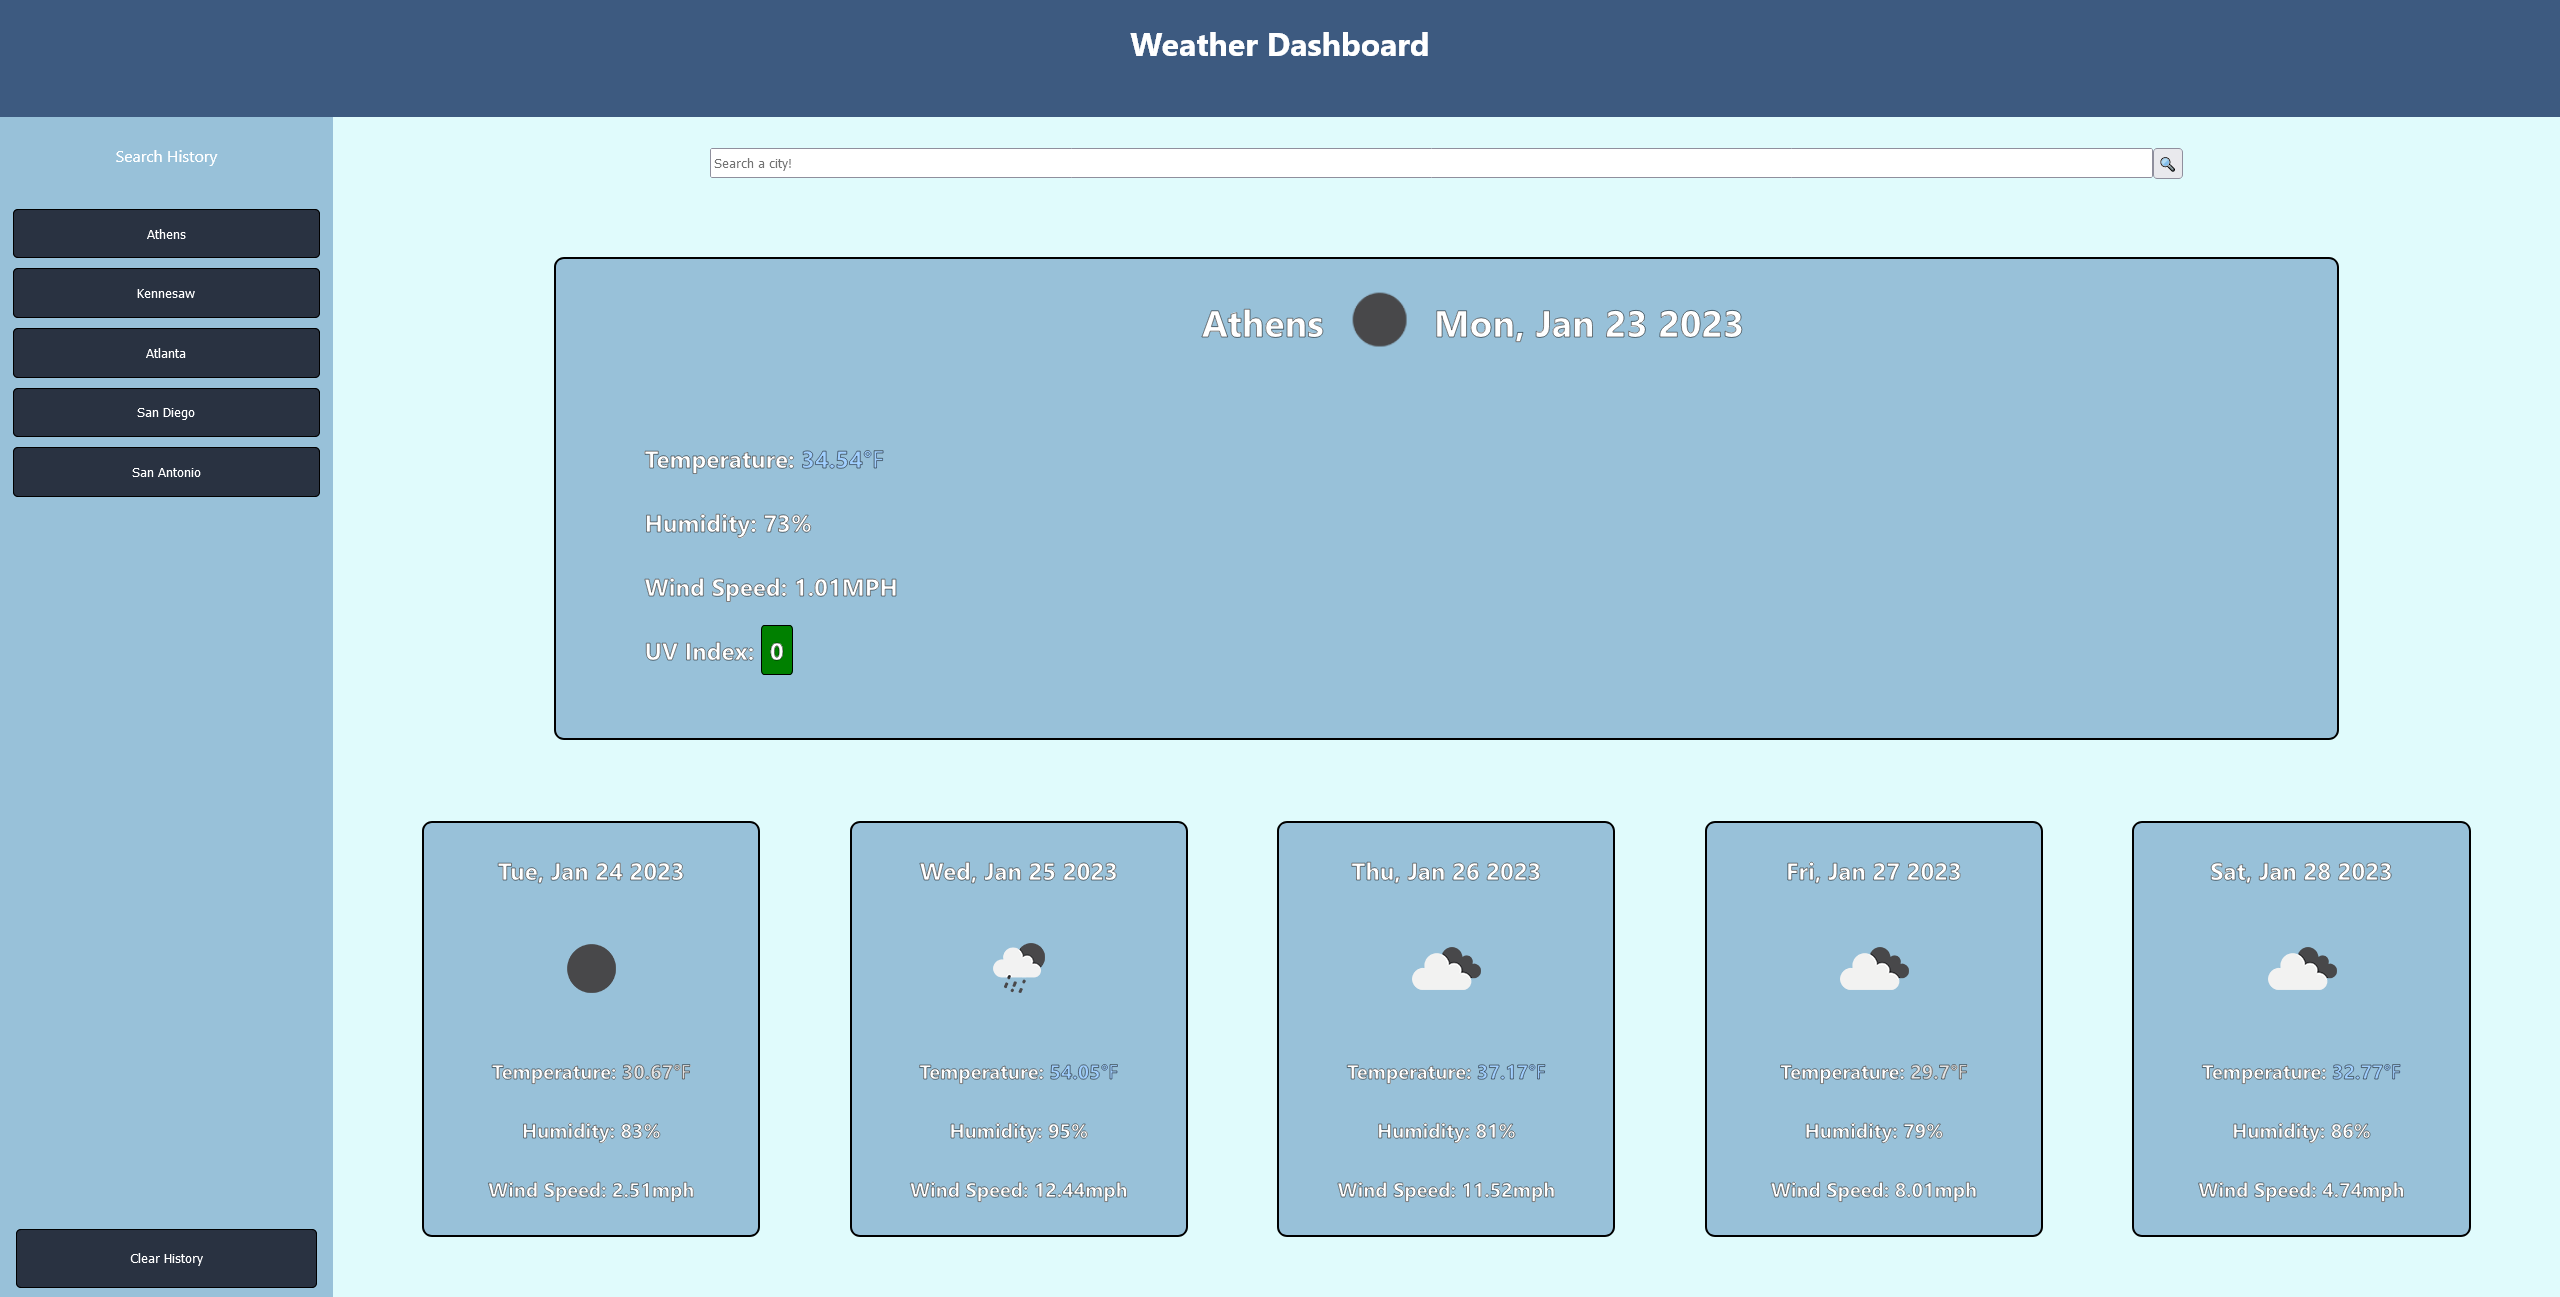 Weather Dashboard
Search History
Athens
Kennesaw
Atlanta
San Diego
San Antonio
Clear History
Search a city!
Athens Mon, Jan 23 2023
Temperature: 34.54°F
Humidity: 73%
Wind Speed: 1.01MPH
UV Index: 0
Tue, Jan 24 2023
Temperature: 30.67°F
Humidity: 83%
Wind Speed: 2.51mph
Wed, Jan 25 2023
Temperature: 54.05°F
Humidity: 95%
Wind Speed: 12.44mph
Thu, Jan 26 2023
Temperature: 37.17°F
Humidity: 81%
Wind Speed: 11.52mph
Fri, Jan 27 2023
Temperature: 29.7°F
Humidity: 79%
Wind Speed: 8.01mph
Sat, Jan 28 2023
Temperature: 32.77°F
Humidity: 86%
Wind Speed: 4.74mph